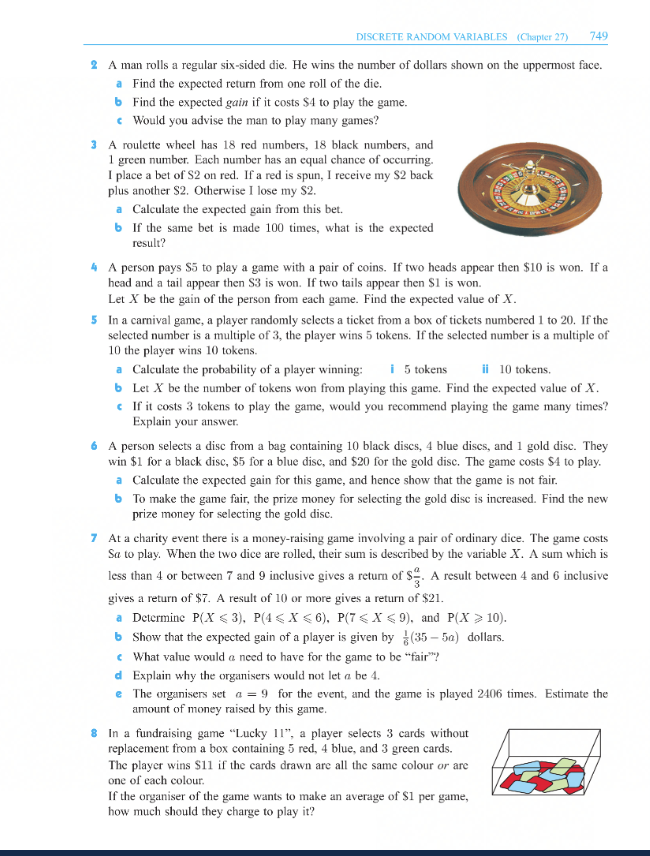 DISCRETE RANDOM VARIABLES (Chapter 27) 749
2 A man rolls a regular six-sided die. He wins the number of dollars shown on the uppermost face.
a Find the expected return from one roll of the die.
b Find the expected gain if it costs $4 to play the game.
c Would you advise the man to play many games?
3 A roulette wheel has 18 red numbers, 18 black numbers, and
1 green number. Each number has an equal chance of occurring.
I place a bet of $2 on red. If a red is spun, I receive my $2 back
plus another $2. Otherwise I lose my $2.
a Calculate the expected gain from this bet.
b If the same bet is made 100 times, what is the expected
result?
4 A person pays $5 to play a game with a pair of coins. If two heads appear then $10 is won. If a
head and a tail appear then $3 is won. If two tails appear then $1 is won.
Let X be the gain of the person from each game. Find the expected value of X.
5 In a carnival game, a player randomly selects a ticket from a box of tickets numbered 1 to 20. If the
selected number is a multiple of 3, the player wins 5 tokens. If the selected number is a multiple of
10 the player wins 10 tokens.
a Calculate the probability of a player winning: i 5 tokens ii 10 tokens.
b Let X be the number of tokens won from playing this game. Find the expected value of X.
c If it costs 3 tokens to play the game, would you recommend playing the game many times?
Explain your answer.
6 A person selects a disc from a bag containing 10 black discs, 4 blue discs, and 1 gold disc. They
win $1 for a black disc, $5 for a blue disc, and $20 for the gold disc. The game costs $4 to play.
a Calculate the expected gain for this game, and hence show that the game is not fair.
b To make the game fair, the prize money for selecting the gold disc is increased. Find the new
prize money for selecting the gold disc.
7 At a charity event there is a money-raising game involving a pair of ordinary dice. The game costs
$a to play. When the two dice are rolled, their sum is described by the variable X. A sum which is
less than 4 or between 7 and 9 inclusive gives a return of $a/3. A result between 4 and 6 inclusive
gives a return of $7. A result of 10 or more gives a return of $21.
a Determine P(X ⩽ 3), P(4 ⩽ X ⩽ 6), P(7 ⩽ X ⩽ 9), and P(X ⩾ 10).
b Show that the expected gain of a player is given by 1/6(35 − 5a) dollars.
c What value would a need to have for the game to be "fair"?
d Explain why the organisers would not let a be 4.
e The organisers set a = 9 for the event, and the game is played 2406 times. Estimate the
amount of money raised by this game.
8 In a fundraising game "Lucky 11", a player selects 3 cards without
replacement from a box containing 5 red, 4 blue, and 3 green cards.
The player wins $11 if the cards drawn are all the same colour or are
one of each colour.
If the organiser of the game wants to make an average of $1 per game,
how much should they charge to play it?